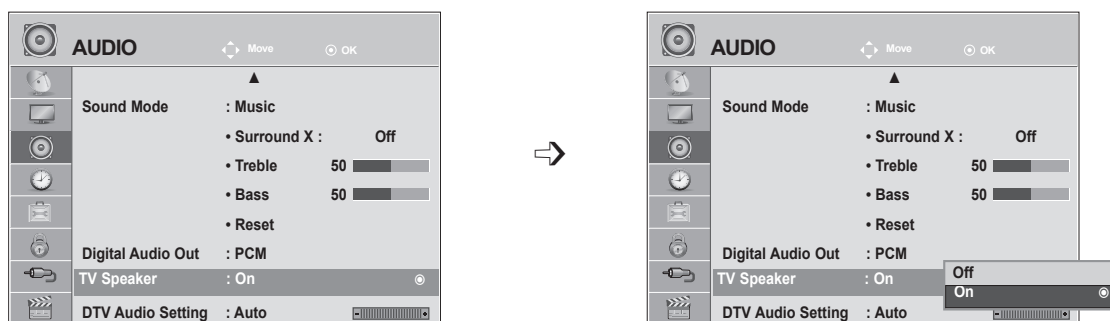 AUDIO Move OK
Sound Mode : Music
• Surround X : Off
• Treble 50
• Bass 50
• Reset
Digital Audio Out : PCM
TV Speaker : On
DTV Audio Setting : Auto
AUDIO Move OK
Sound Mode : Music
• Surround X : Off
• Treble 50
• Bass 50
• Reset
Digital Audio Out : PCM
TV Speaker : On
Off
On
DTV Audio Setting : Auto